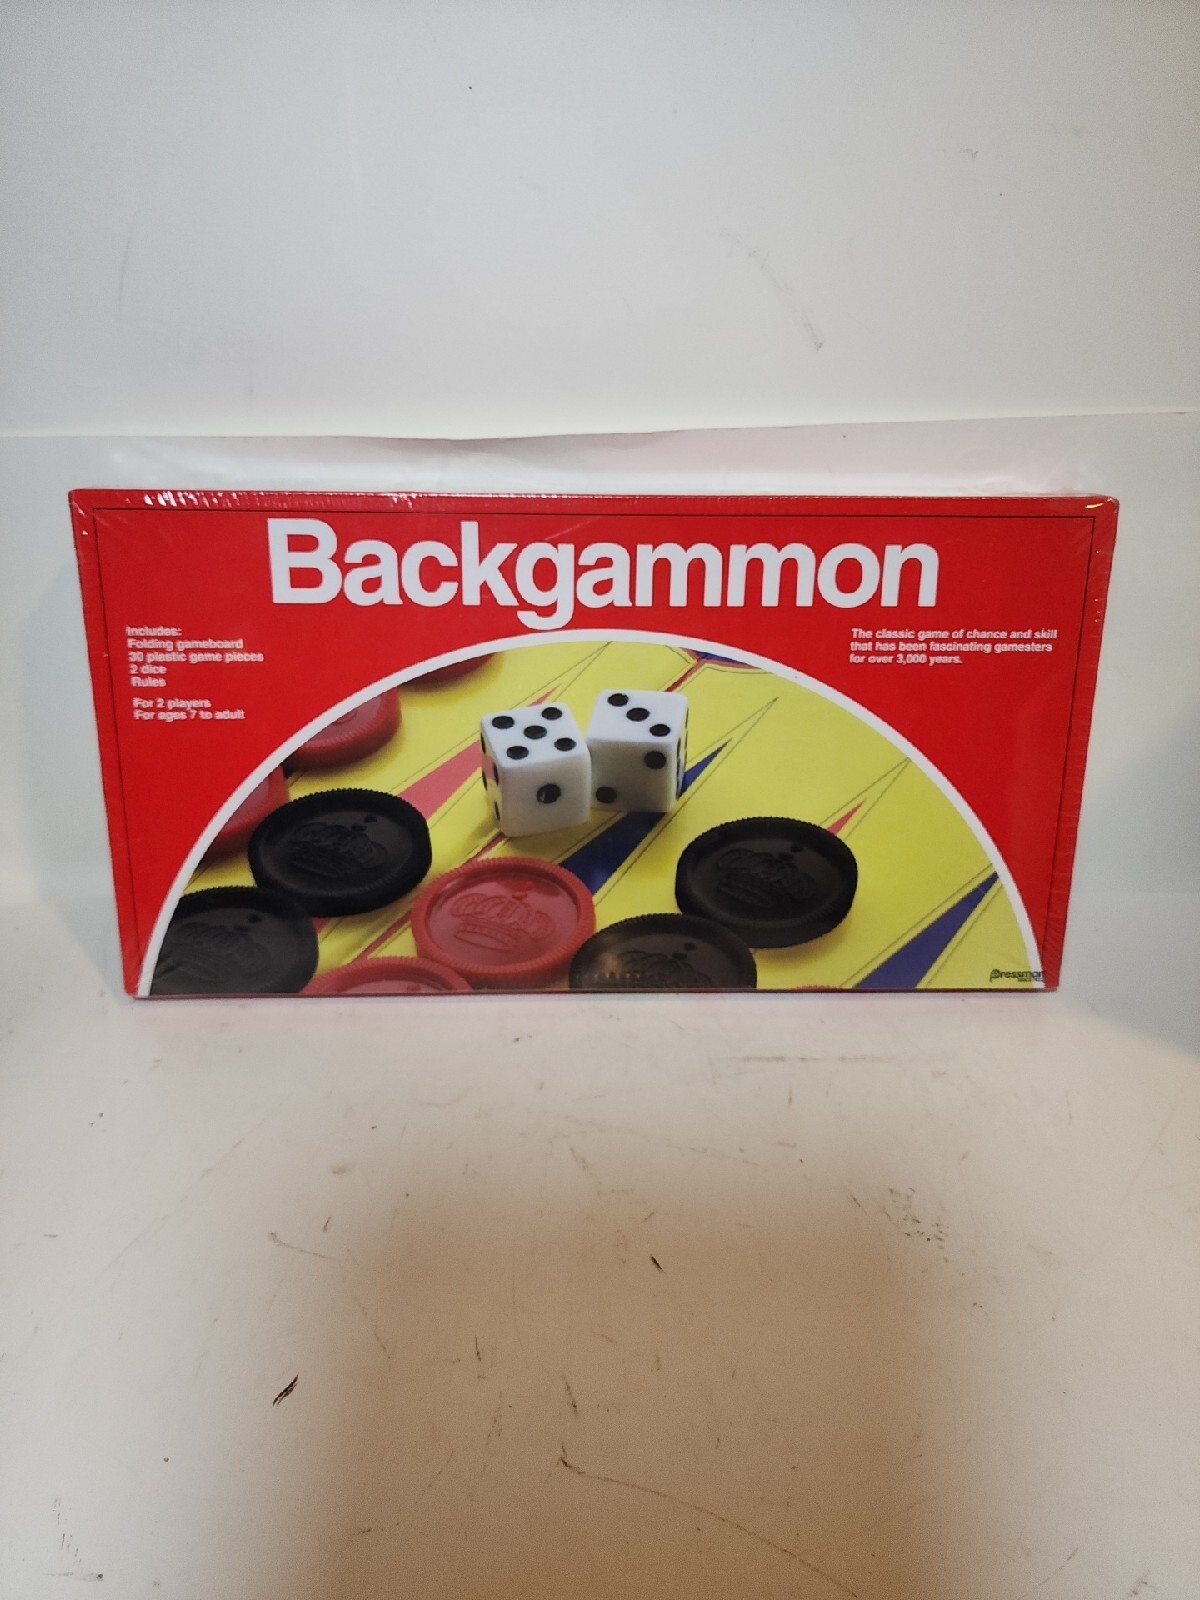 Backgammon
Includes:
Folding gameboard
30 plastic game pieces
2 dice
Rules
For 2 players
For ages 7 to adult
The classic game of chance and skill
that has been fascinating gamesters
for over 3,000 years.
Pressman